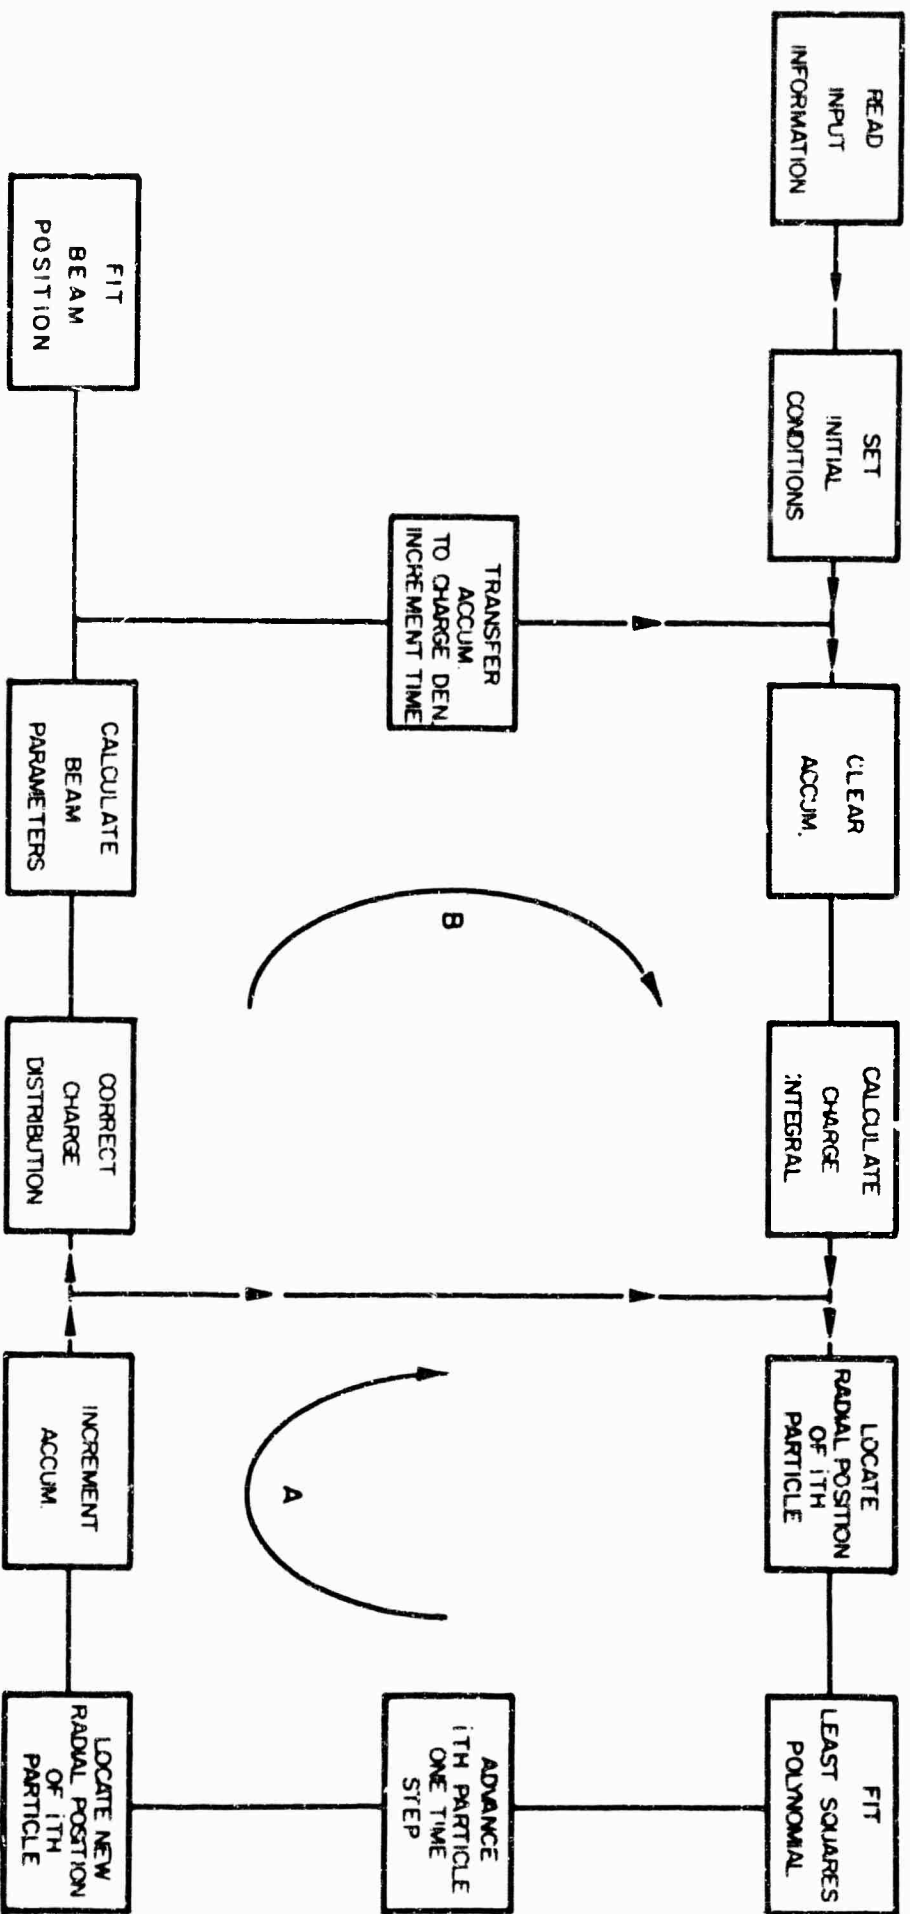 READ
INPUT
INFORMATION
SET
INITIAL
CONDITIONS
CLEAR
ACCUM.
CALCULATE
CHARGE
INTEGRAL
LOCATE
RADIAL POSITION
OF iTH
PARTICLE
FIT
LEAST SQUARES
POLYNOMIAL
TRANSFER
ACCUM.
TO CHARGE DEN.
INCREMENT TIME
B
A
ADVANCE
iTH PARTICLE
ONE TIME
STEP
FIT
BEAM
POSITION
CALCULATE
BEAM
PARAMETERS
CORRECT
CHARGE
DISTRIBUTION
INCREMENT
ACCUM.
LOCATE NEW
RADIAL POSITION
OF iTH
PARTICLE